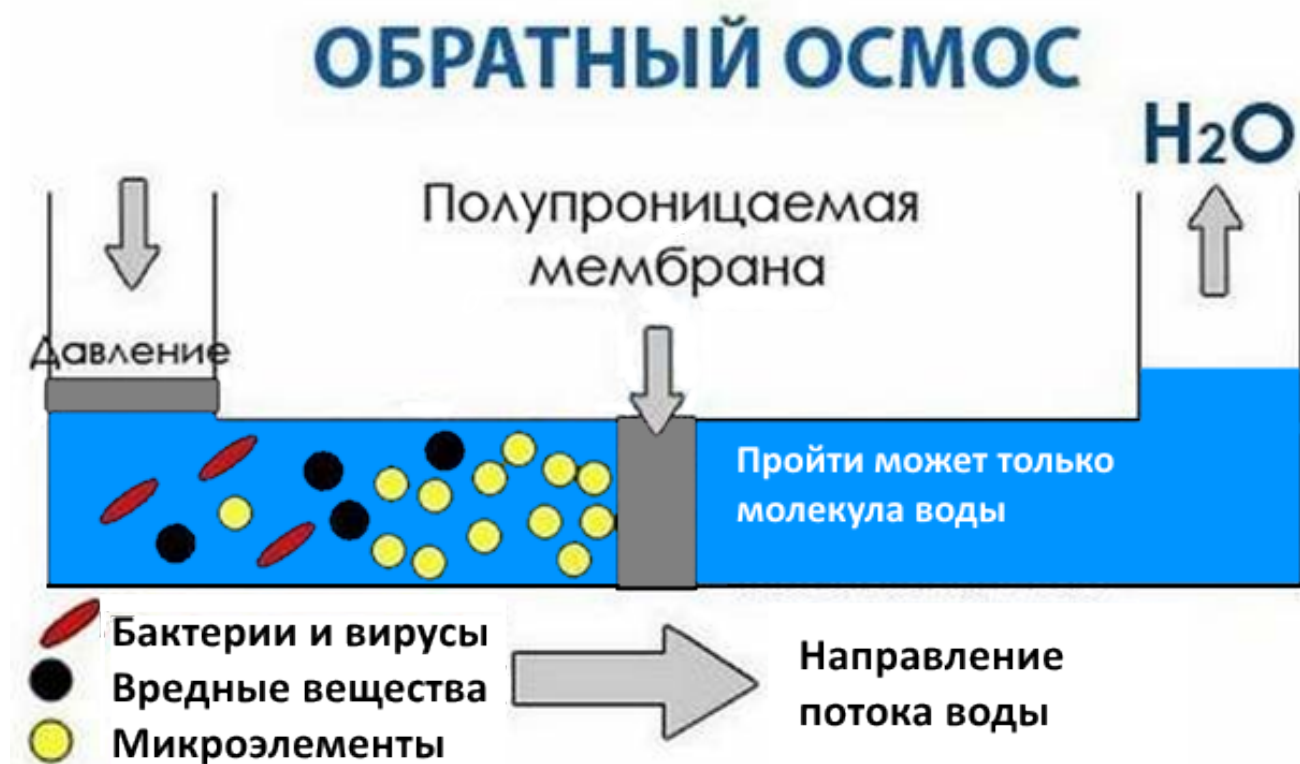 ОБРАТНЫЙ ОСМОС
H2O
Полупроницаемая
мембрана
Давление
Пройти может только
молекула воды
Бактерии и вирусы
Вредные вещества
Микроэлементы
Направление
потока воды